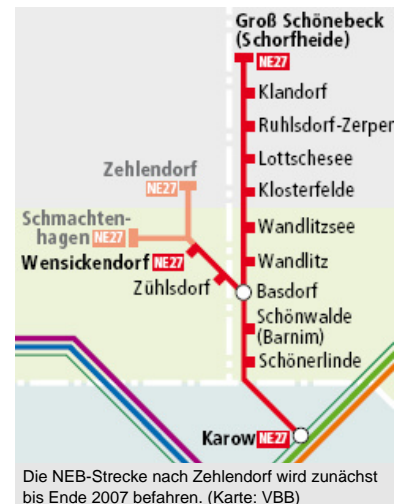 Groß Schönebeck
(Schorfheide)
NE27
Klandorf
Ruhlsdorf-Zerpen
Lottschesee
Klosterfelde
Zehlendorf
NE27
Schmachten-
hagen NE27
Wandlitzsee
Wensickendorf NE27
Wandlitz
Zühlsdorf
Basdorf
Schönwalde
(Barnim)
Schönerlinde
Karow NE27
Die NEB-Strecke nach Zehlendorf wird zunächst
bis Ende 2007 befahren. (Karte: VBB)